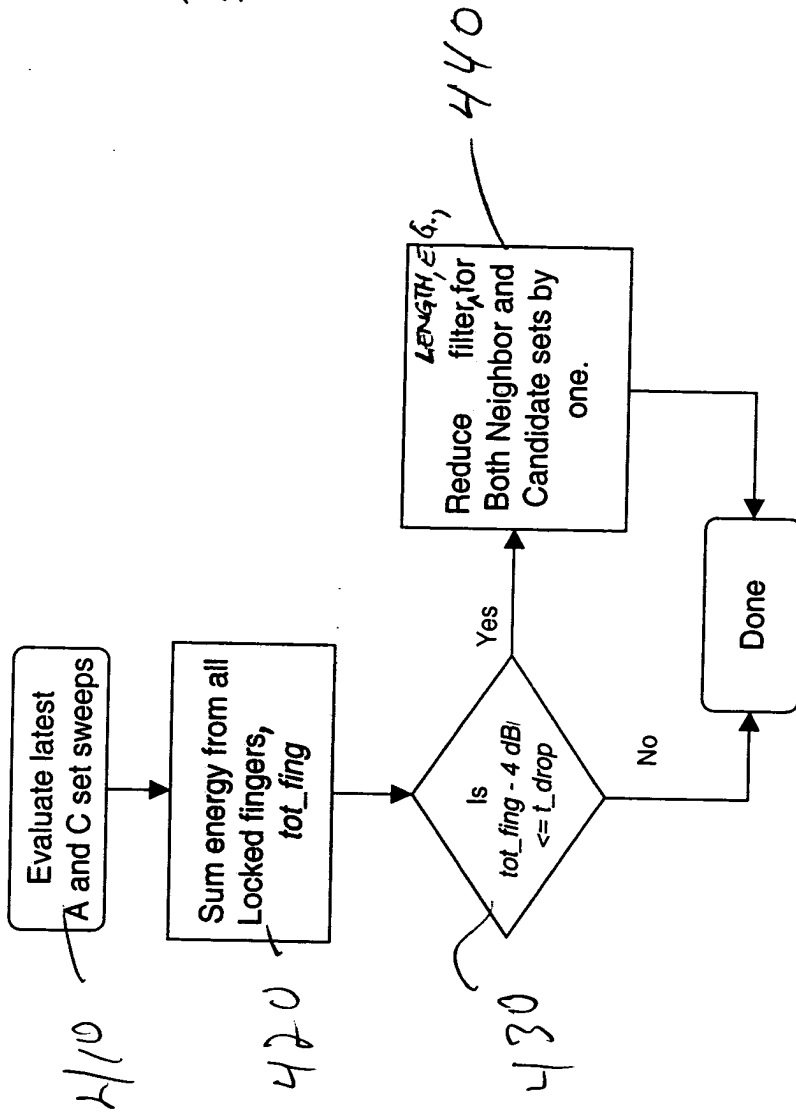 Evaluate latest
A and C set sweeps
410
Sum energy from all
Locked fingers,
tot_fing
420
Is
tot_fing - 4 dB
<= t_drop
430
Yes
No
LENGTH, E.G.,
Reduce filter for
Both Neighbor and
Candidate sets by
one.
440
Done